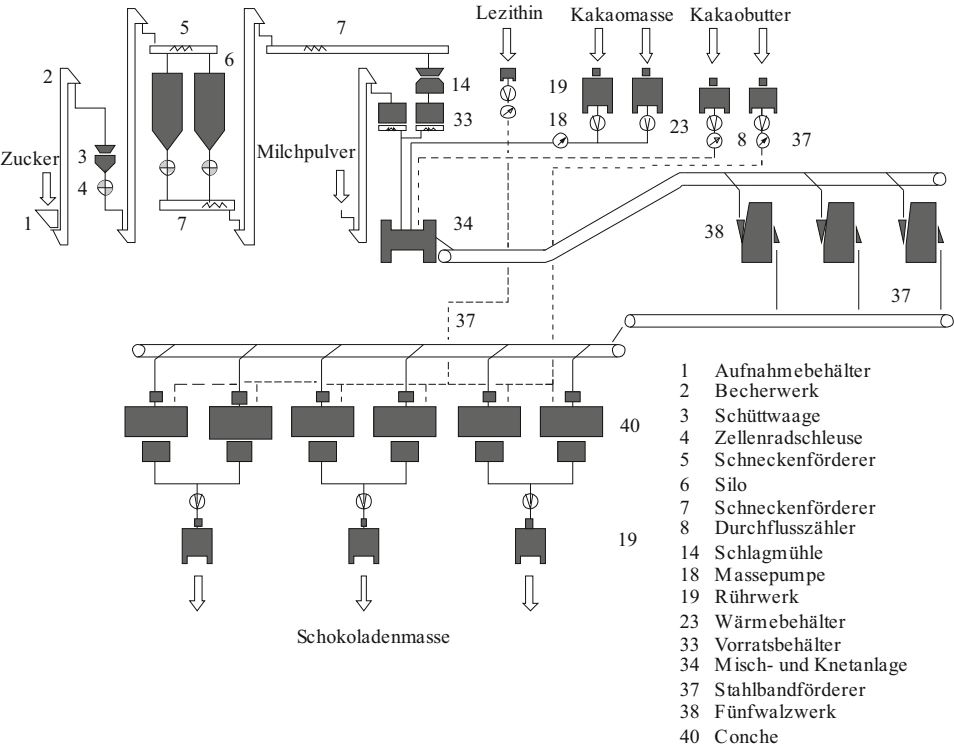 Lezithin
Kakaomasse
Kakaobutter
5
7
6
2
14
19
33
18
23
8
37
Zucker
3
Milchpulver
4
7
1
34
38
37
37
40
19
Schokoladenmasse
1 Aufnahmebehälter
2 Becherwerk
3 Schüttwaage
4 Zellenradschleuse
5 Schneckenförderer
6 Silo
7 Schneckenförderer
8 Durchflusszähler
14 Schlagmühle
18 Massepumpe
19 Rührwerk
23 Wärmebehälter
33 Vorratsbehälter
34 Misch- und Knetanlage
37 Stahlbandförderer
38 Fünfwalzwerk
40 Conche